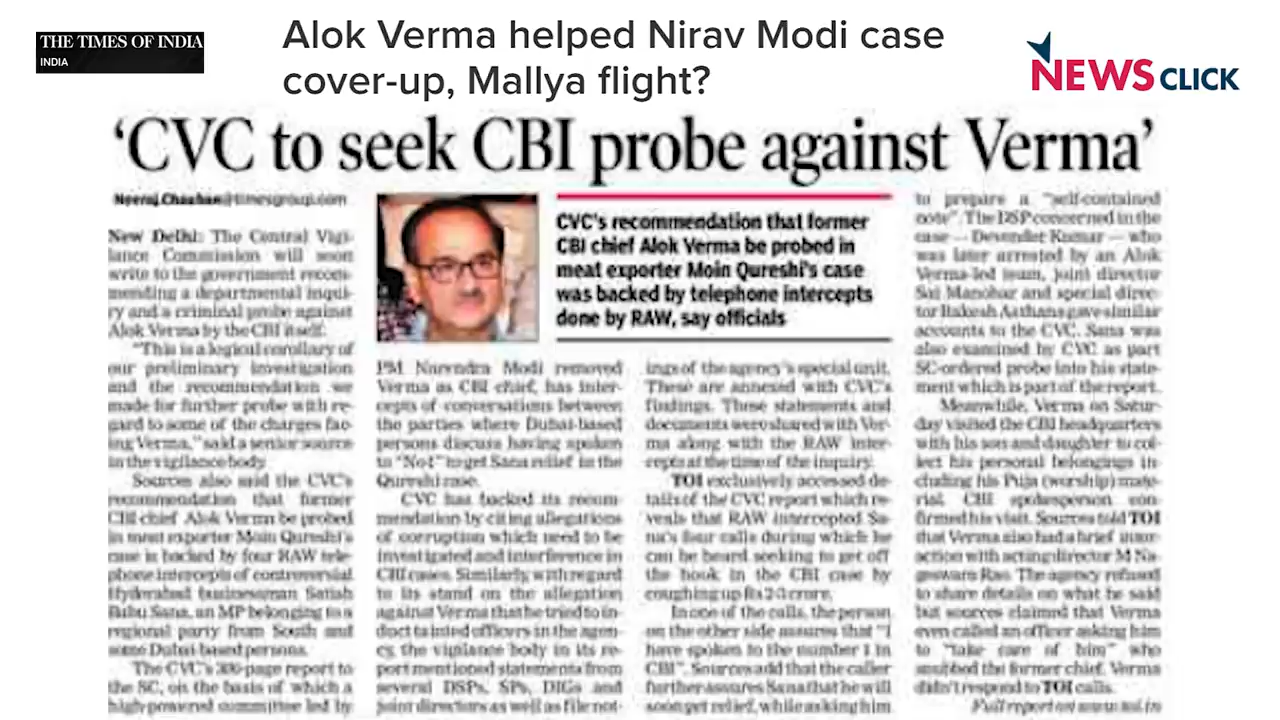 THE TIMES OF INDIA
INDIA
Alok Verma helped Nirav Modi case
cover-up, Mallya flight?
NEWSCLICK
‘CVC to seek CBI probe against Verma’
Neeraj.Chauhan@timesgroup.com
New Delhi: The Central Vigi-
lance Commission will soon
write to the government recom-
mending a departmental inqui-
ry and a criminal probe against
Alok Verma by the CBI itself.
“This is a logical corollary of
our preliminary investigation
and the recommendation we
made for further probe with re-
gard to some of the charges fac-
ing Verma,” said a senior source
in the vigilance body.
Sources also said the CVC's
recommendation that former
CBI chief Alok Verma be probed
in meat exporter Moin Qureshi's
case is backed by four RAW tele-
phone intercepts of controversial
Hyderabad businessman Satish
Babu Sana, an MP belonging to a
regional party from South and
some Dubai-based persons.
The CVC's 300-page report to
the SC, on the basis of which a
high-powered committee led by
CVC's recommendation that former
CBI chief Alok Verma be probed in
meat exporter Moin Qureshi's case
was backed by telephone intercepts
done by RAW, say officials
PM Narendra Modi removed
Verma as CBI chief, has inter-
cepts of conversations between
the parties where Dubai-based
persons discuss having spoken
to “No1” to get Sana relief in the
Qureshi case.
CVC has backed its recom-
mendation by citing allegations
of corruption which need to be
investigated and interference in
CBI cases. Similarly, with regard
to its stand on the allegation
against Verma that he tried to in-
duct tainted officers in the agen-
cy, the vigilance body in its re-
port mentioned statements from
several DSPs, SPs, DIGs and
joint directors as well as file not-
ings of the agency's special unit.
These are annexed with CVC's
findings. These statements and
documents were shared with Ver-
ma along with the RAW inter-
cepts at the time of the inquiry.
TOI exclusively accessed de-
tails of the CVC report which re-
veals that RAW intercepted Sa-
na's four calls during which he
can be heard seeking to get off
the hook in the CBI case by
coughing up Rs 2-3 crore.
In one of the calls, the person
on the other side assures that “I
have spoken to the number 1 in
CBI”. Sources add that the caller
further assures Sana that he will
soon get relief, while asking him
to prepare a “self-contained
note”. The DSP concerned in the
case — Devender Kumar — who
was later arrested by an Alok
Verma-led team, joint director
Sai Manohar and special direc-
tor Rakesh Asthana gave similar
accounts to the CVC. Sana was
also examined by CVC as part
SC-ordered probe into his state-
ment which is part of the report.
Meanwhile, Verma on Satur-
day visited the CBI headquarters
with his son and daughter to col-
lect his personal belongings in-
cluding his Puja (worship) mate-
rial. CBI spokesperson con-
firmed his visit. Sources told TOI
that Verma also had a brief inter-
action with acting director M Na-
geswara Rao. The agency refused
to share details on what he said
but sources claimed that Verma
even called an officer asking him
to “take care of him” who
snubbed the former chief. Verma
didn't respond to TOI calls.
Full report on www.toi.in